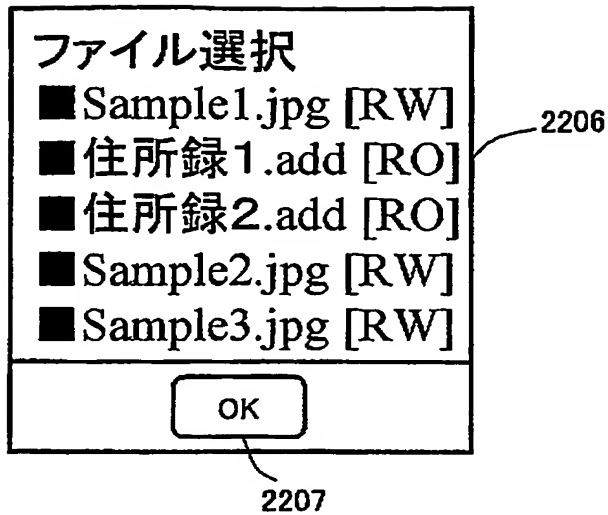 ファイル選択
■Sample1.jpg [RW]
2206
■住所録1.add [RO]
■住所録2.add [RO]
■Sample2.jpg [RW]
■Sample3.jpg [RW]
OK
2207